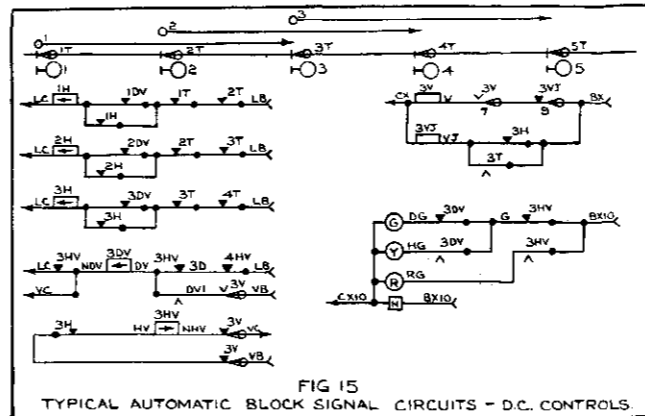 1
2
3
1T 2T 3T 4T 5T
1 2 3 4 5
LC 1H 1DV 1T 2T LB
1H
LC 2H 2DV 2T 3T LB
2H
LC 3H 3DV 3T 4T LB
3H
LC 3HV NDV 3DV DV 3HV 3D 4HV LB
VC DV1 3V VB
3H HV 3HV NHV 3V VC
3V VB
CX 3V V 3V 7 3VJ 9 BX
3VJ VJ 3H
3T
G DG 3DV G 3HV BX10
Y HG 3DV 3HV
R RG
CX10 BX10
FIG 15
TYPICAL AUTOMATIC BLOCK SIGNAL CIRCUITS - D.C. CONTROLS.